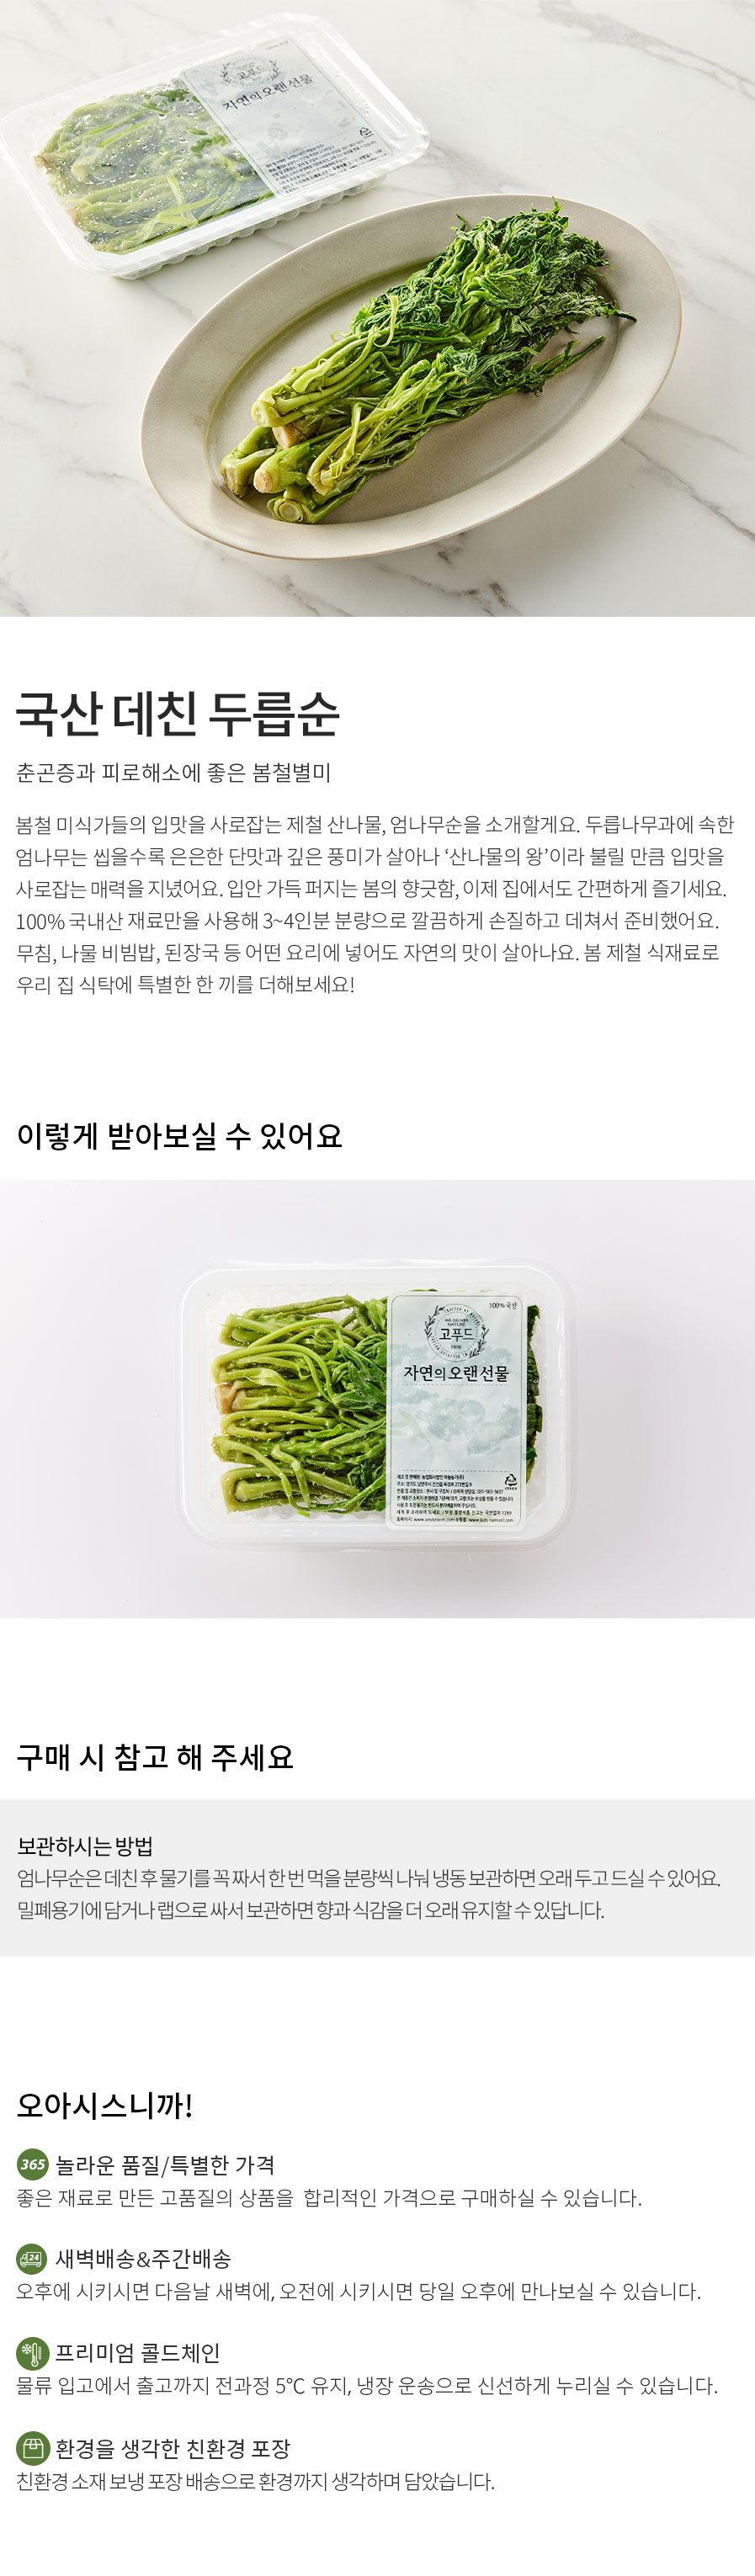 고푸드
자연의오랜선물
국산 데친 두릅순
춘곤증과 피로해소에 좋은 봄철별미
봄철 미식가들의 입맛을 사로잡는 제철 산나물, 엄나무순을 소개할게요. 두릅나무과에 속한
엄나무는 씹을수록 은은한 단맛과 깊은 풍미가 살아나 ‘산나물의 왕’이라 불릴 만큼 입맛을
사로잡는 매력을 지녔어요. 입안 가득 퍼지는 봄의 향긋함, 이제 집에서도 간편하게 즐기세요.
100% 국내산 재료만을 사용해 3~4인분 분량으로 깔끔하게 손질하고 데쳐서 준비했어요.
무침, 나물 비빔밥, 된장국 등 어떤 요리에 넣어도 자연의 맛이 살아나요. 봄 제철 식재료로
우리 집 식탁에 특별한 한 끼를 더해보세요!
이렇게 받아보실 수 있어요
100% 국산
WE DELIVER
NATURE
고푸드
자연의오랜선물
구매 시 참고 해 주세요
보관하시는 방법
엄나무순은 데친 후 물기를 꼭 짜서 한 번 먹을 분량씩 나눠 냉동 보관하면 오래 두고 드실 수 있어요.
밀폐용기에 담거나 랩으로 싸서 보관하면 향과 식감을 더 오래 유지할 수 있답니다.
오아시스니까!
365 놀라운 품질/특별한 가격
좋은 재료로 만든 고품질의 상품을 합리적인 가격으로 구매하실 수 있습니다.
24 새벽배송&주간배송
오후에 시키시면 다음날 새벽에, 오전에 시키시면 당일 오후에 만나보실 수 있습니다.
프리미엄 콜드체인
물류 입고에서 출고까지 전과정 5℃ 유지, 냉장 운송으로 신선하게 누리실 수 있습니다.
환경을 생각한 친환경 포장
친환경 소재 보냉 포장 배송으로 환경까지 생각하며 담았습니다.